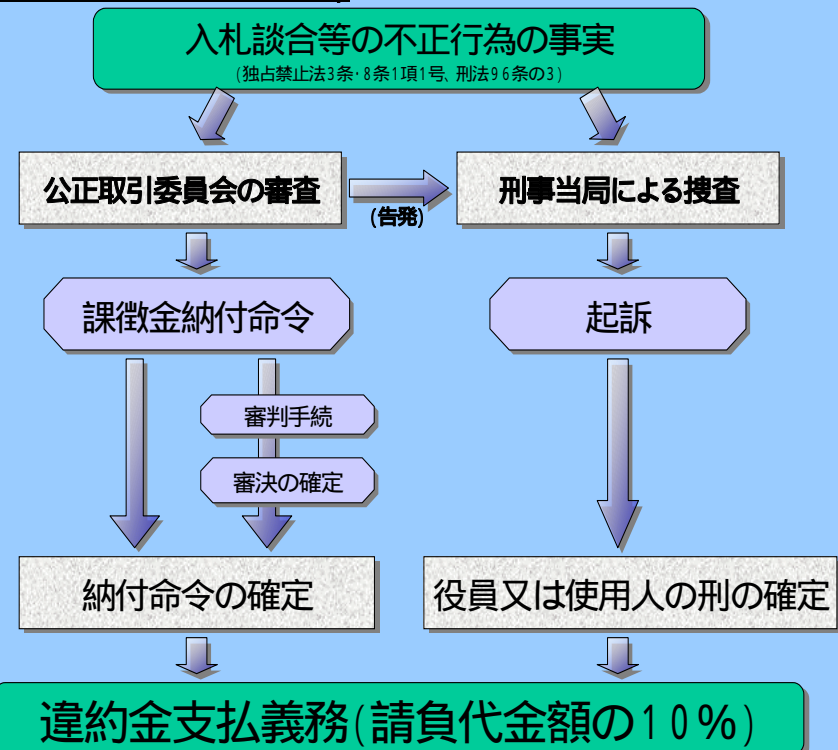 入札談合等の不正行為の事実
(独占禁止法3条・8条1項1号、刑法96条の3)
公正取引委員会の審査
(告発)
刑事当局による捜査
課徴金納付命令
起訴
審判手続
審決の確定
納付命令の確定
役員又は使用人の刑の確定
違約金支払義務(請負代金額の10%)